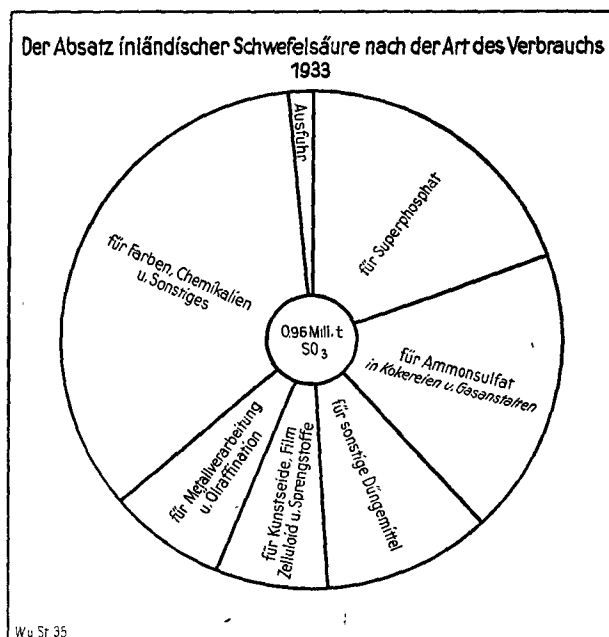 Der Absatz inländischer Schwefelsäure nach der Art des Verbrauchs
1933
Ausfuhr
für Superphosphat
für Farben, Chemikalien
u. Sonstiges
0.96 Mill. t
SO₃
für Ammonsulfat
in Kokereien u. Gasanstalten
für sonstige Düngemittel
für Kunstseide, Film
Zelluloid u. Sprengstoffe
für Metallverarbeitung
u. Ölraffination
W u St 35